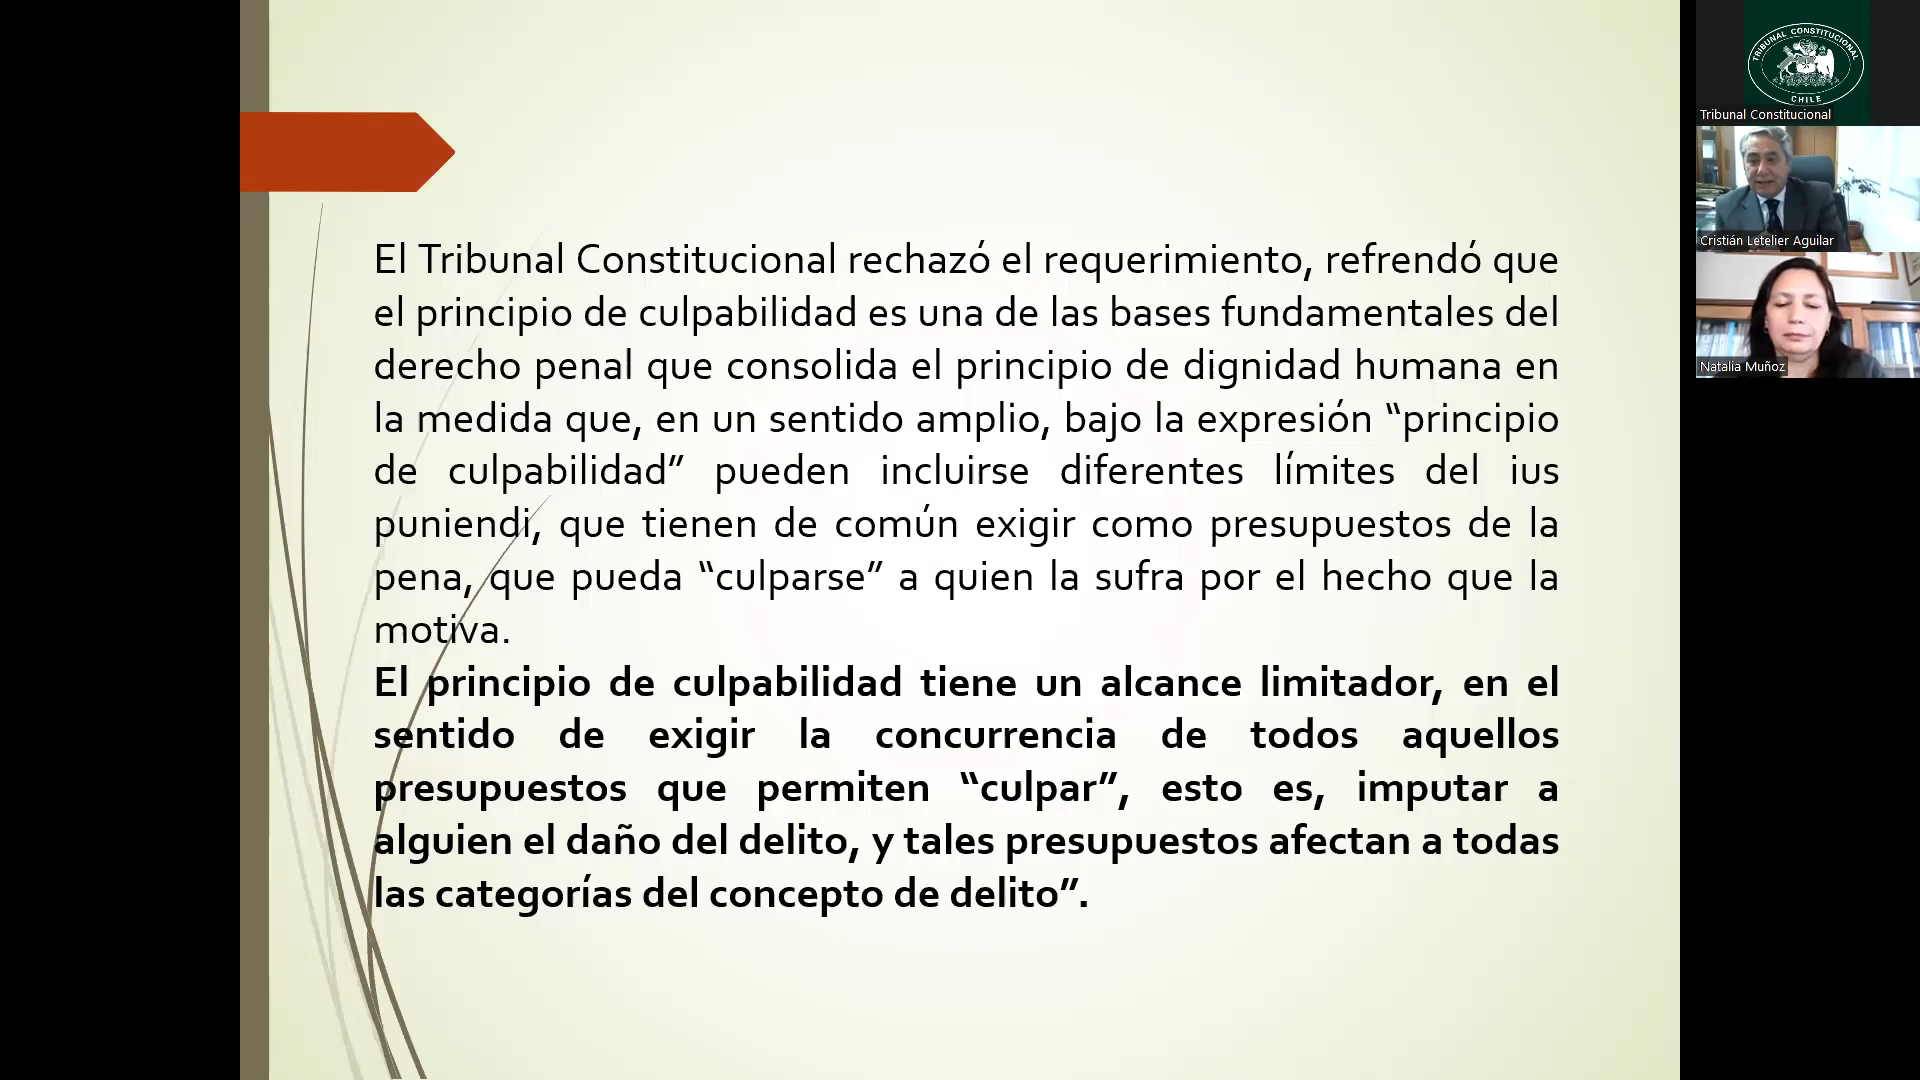 El Tribunal Constitucional rechazó el requerimiento, refrendó que
el principio de culpabilidad es una de las bases fundamentales del
derecho penal que consolida el principio de dignidad humana en
la medida que, en un sentido amplio, bajo la expresión “principio
de culpabilidad” pueden incluirse diferentes límites del ius
puniendi, que tienen de común exigir como presupuestos de la
pena, que pueda “culparse” a quien la sufra por el hecho que la
motiva.
El principio de culpabilidad tiene un alcance limitador, en el
sentido de exigir la concurrencia de todos aquellos
presupuestos que permiten “culpar”, esto es, imputar a
alguien el daño del delito, y tales presupuestos afectan a todas
las categorías del concepto de delito”.
TRIBUNAL CONSTITUCIONAL
CHILE
Tribunal Constitucional
Cristián Letelier Aguilar
Natalia Muñoz